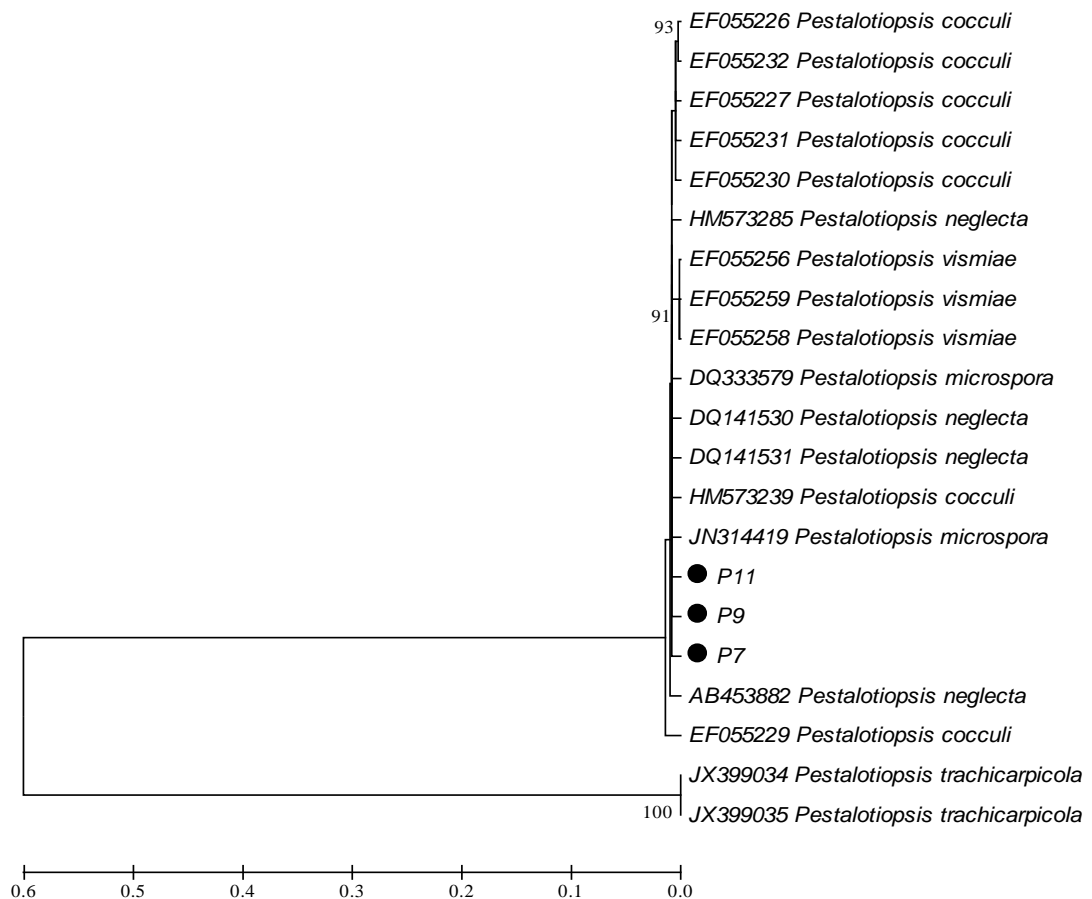 93
EF055226 Pestalotiopsis cocculi
EF055232 Pestalotiopsis cocculi
EF055227 Pestalotiopsis cocculi
EF055231 Pestalotiopsis cocculi
EF055230 Pestalotiopsis cocculi
HM573285 Pestalotiopsis neglecta
EF055256 Pestalotiopsis vismiae
EF055259 Pestalotiopsis vismiae
91
EF055258 Pestalotiopsis vismiae
DQ333579 Pestalotiopsis microspora
DQ141530 Pestalotiopsis neglecta
DQ141531 Pestalotiopsis neglecta
HM573239 Pestalotiopsis cocculi
JN314419 Pestalotiopsis microspora
P11
P9
P7
AB453882 Pestalotiopsis neglecta
EF055229 Pestalotiopsis cocculi
JX399034 Pestalotiopsis trachicarpicola
100
JX399035 Pestalotiopsis trachicarpicola
0.6 0.5 0.4 0.3 0.2 0.1 0.0